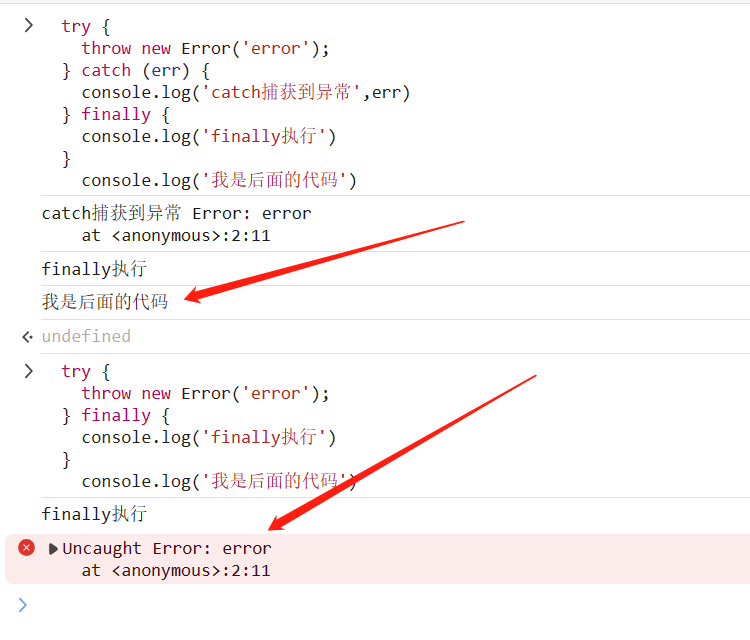 try {
throw new Error('error');
} catch (err) {
console.log('catch捕获到异常',err)
} finally {
console.log('finally执行')
}
console.log('我是后面的代码')
catch捕获到异常 Error: error
at <anonymous>:2:11
finally执行
我是后面的代码
undefined
try {
throw new Error('error');
} finally {
console.log('finally执行')
}
console.log('我是后面的代码')
finally执行
Uncaught Error: error
at <anonymous>:2:11